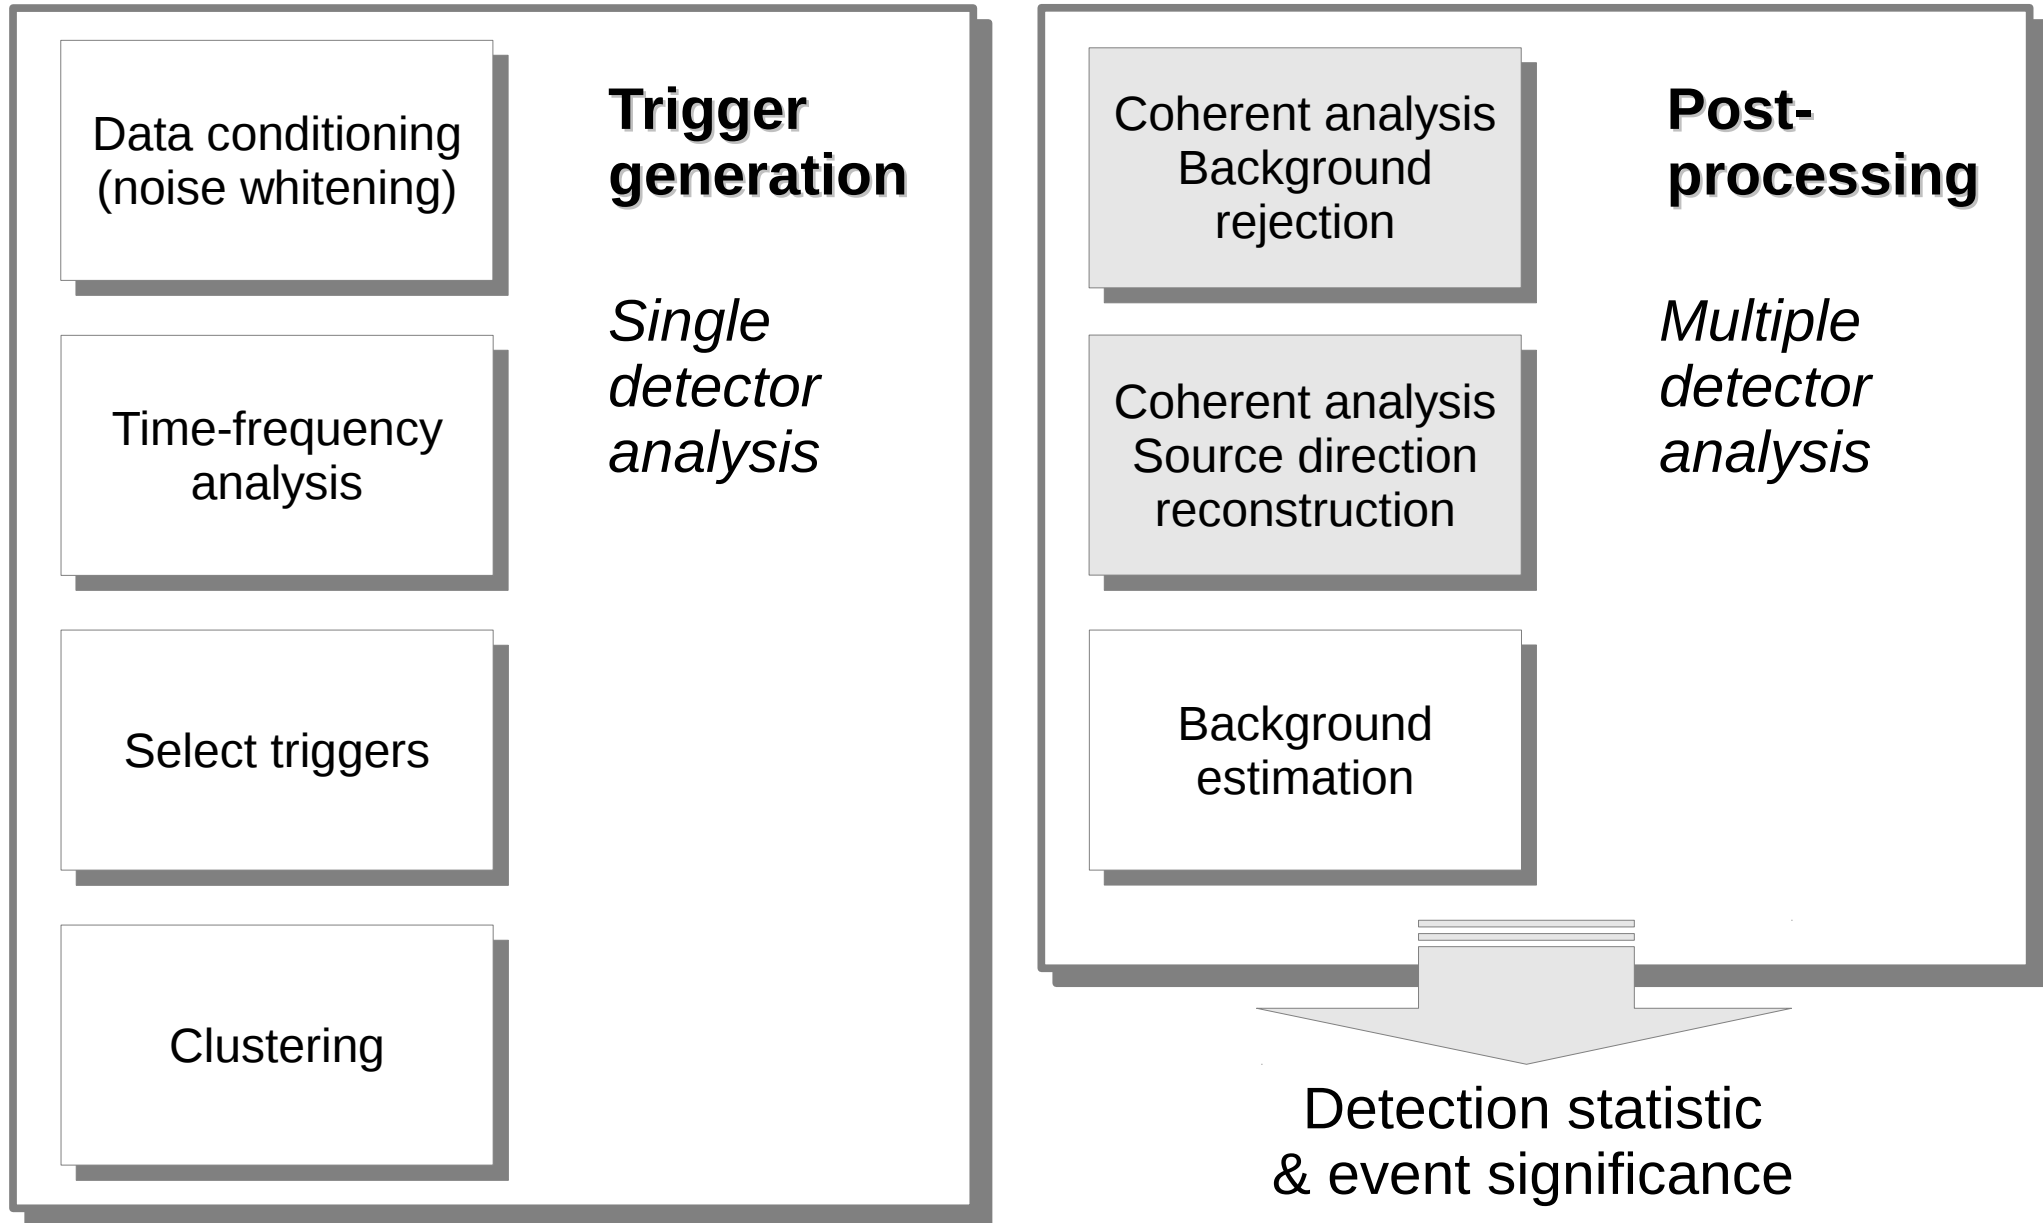 Trigger
generation
Single
detector
analysis
Data conditioning
(noise whitening)
Time-frequency
analysis
Select triggers
Clustering
Post-
processing
Multiple
detector
analysis
Coherent analysis
Background
rejection
Coherent analysis
Source direction
reconstruction
Background
estimation
Detection statistic
& event significance